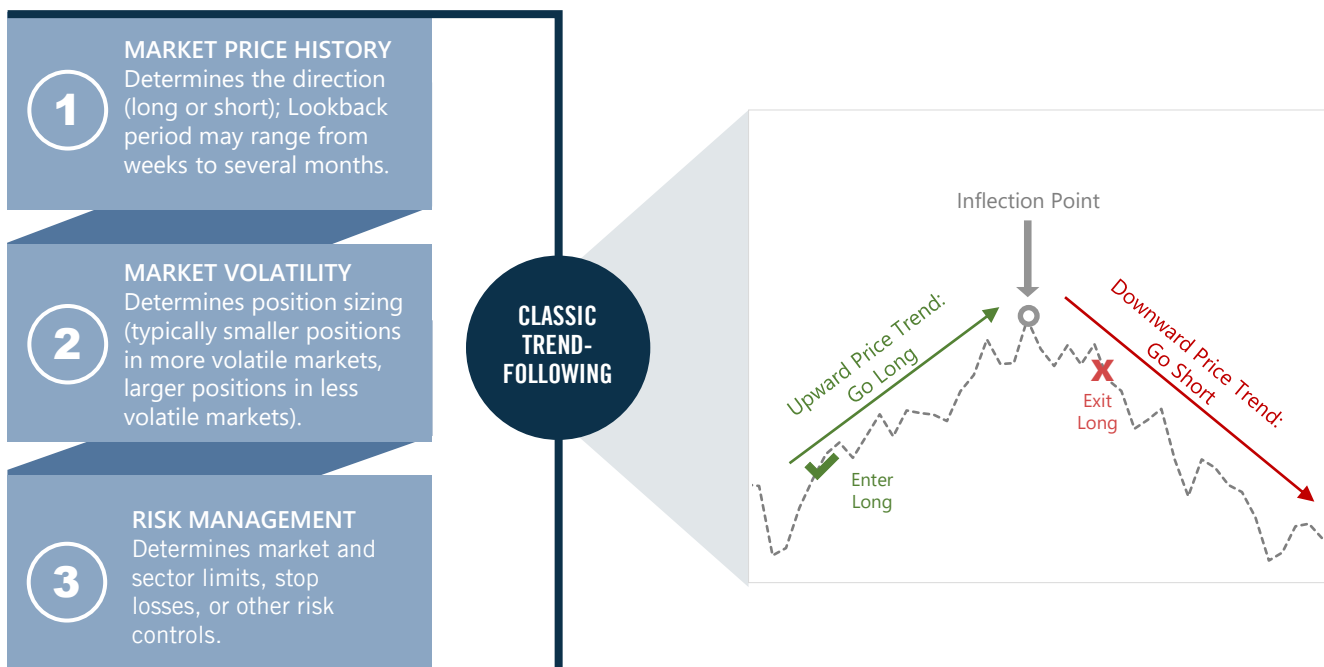 1
MARKET PRICE HISTORY
Determines the direction
(long or short); Lookback
period may range from
weeks to several months.
2
MARKET VOLATILITY
Determines position sizing
(typically smaller positions
in more volatile markets,
larger positions in less
volatile markets).
3
RISK MANAGEMENT
Determines market and
sector limits, stop
losses, or other risk
controls.
CLASSIC
TREND-
FOLLOWING
Inflection Point
Upward Price Trend:
Go Long
Downward Price Trend:
Go Short
Enter
Long
X
Exit
Long